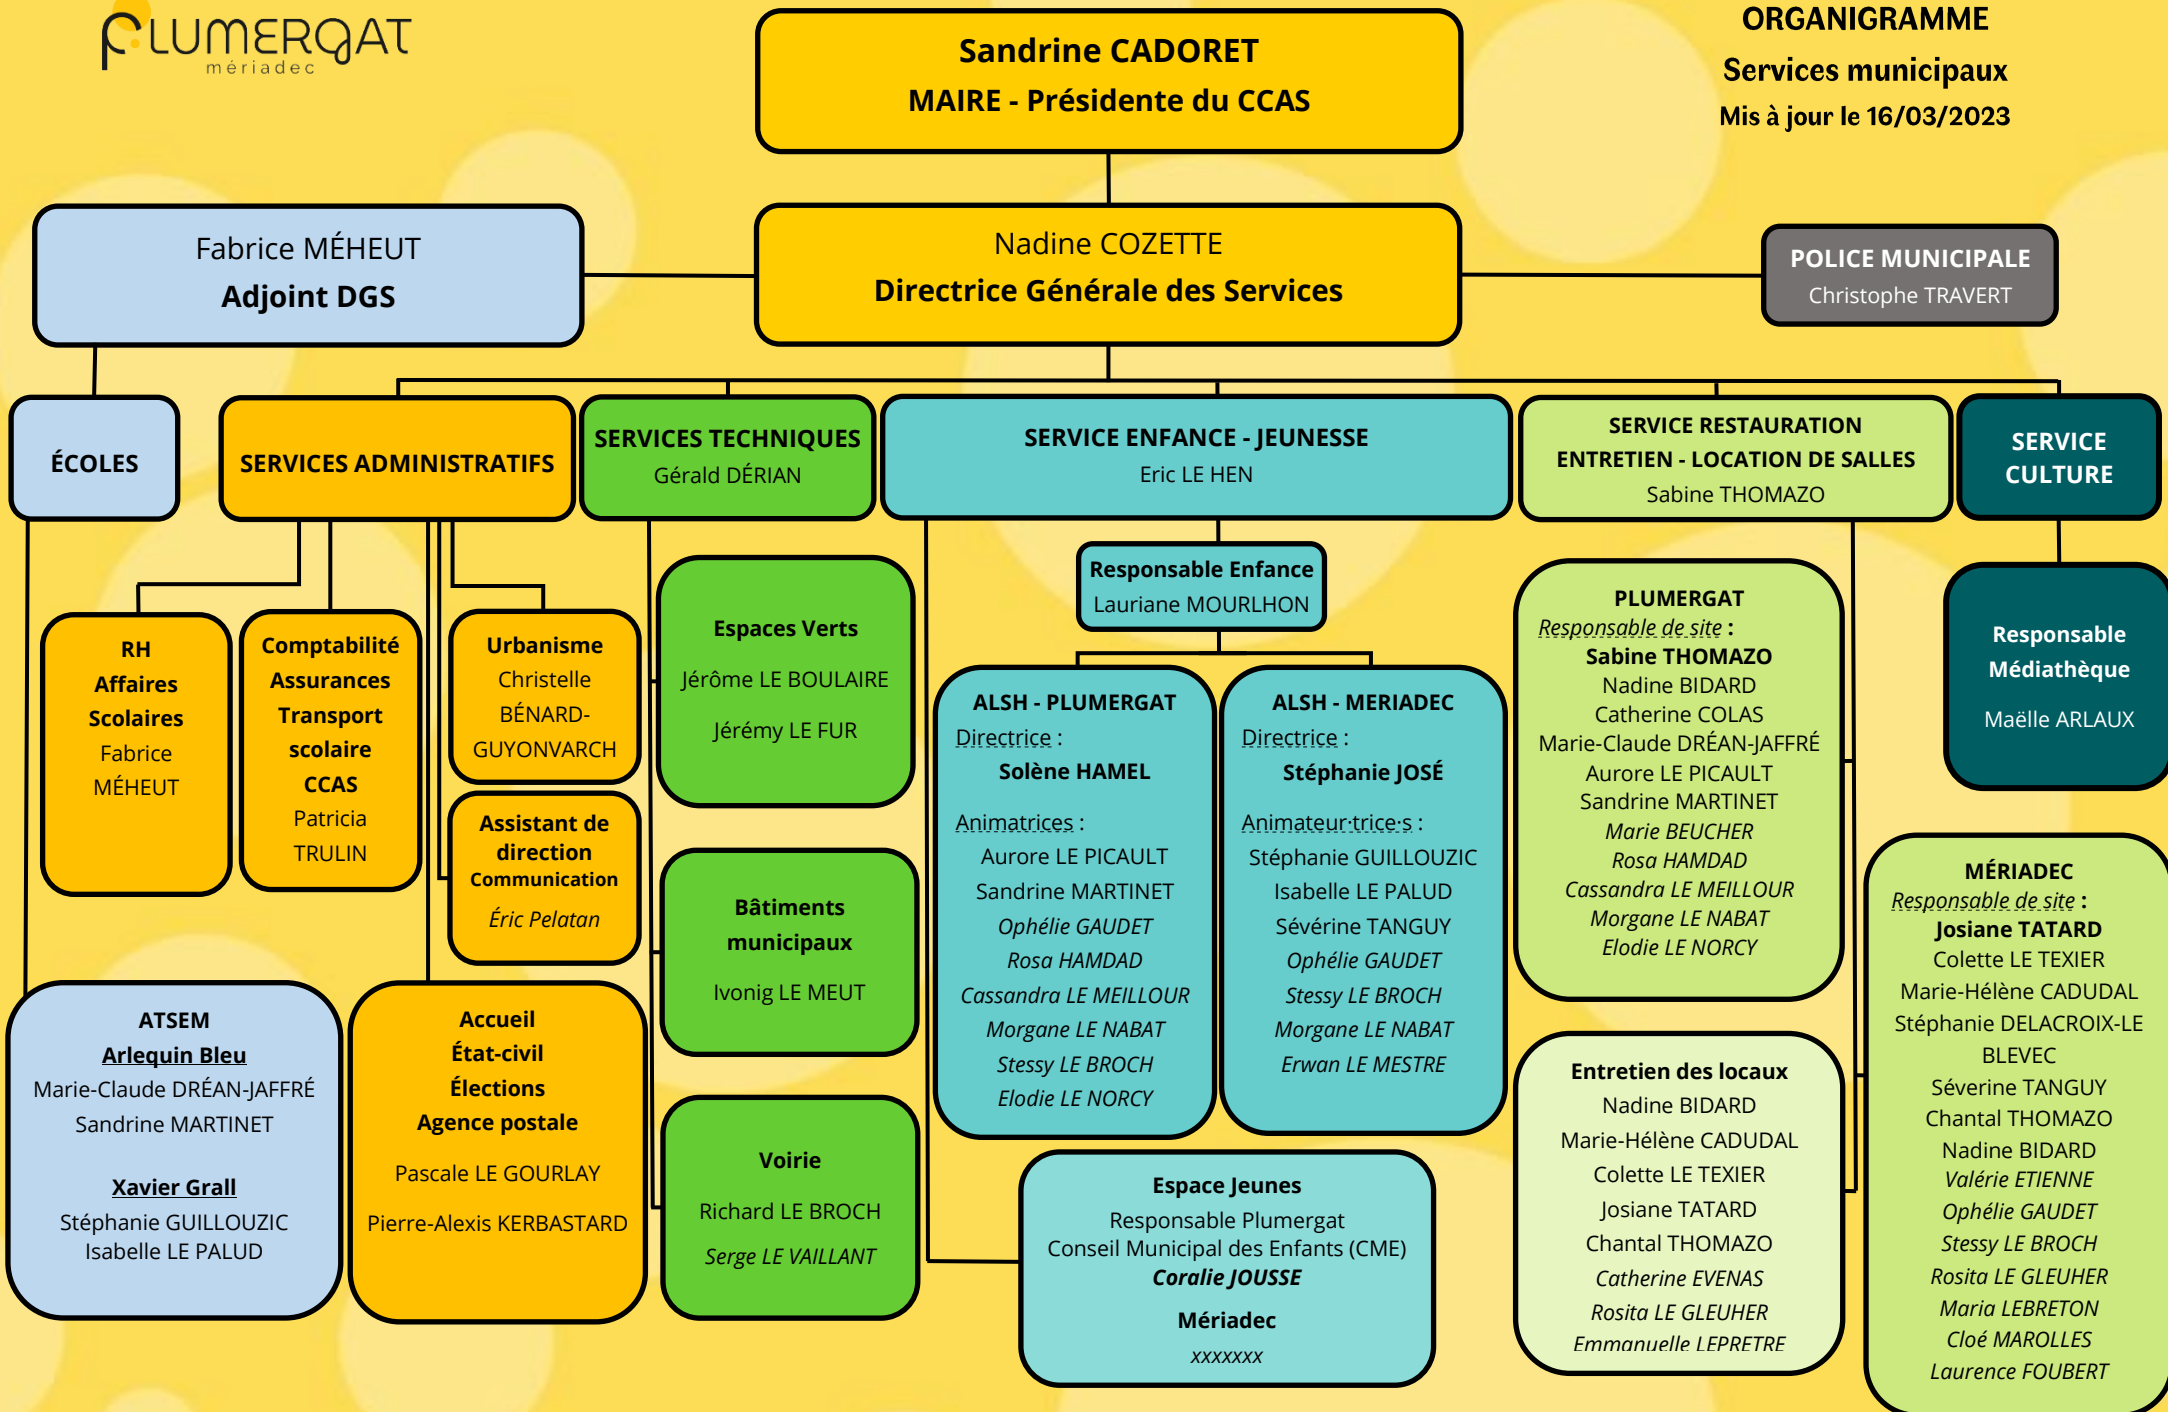 PLUMERGAT
mériadec
ORGANIGRAMME
Services municipaux
Mis à jour le 16/03/2023
Sandrine CADORET
MAIRE - Présidente du CCAS
Fabrice MÉHEUT
Adjoint DGS
Nadine COZETTE
Directrice Générale des Services
POLICE MUNICIPALE
Christophe TRAVERT
ÉCOLES
SERVICES ADMINISTRATIFS
SERVICES TECHNIQUES
Gérald DÉRIAN
SERVICE ENFANCE - JEUNESSE
Eric LE HEN
SERVICE RESTAURATION
ENTRETIEN - LOCATION DE SALLES
Sabine THOMAZO
SERVICE
CULTURE
RH
Affaires
Scolaires
Fabrice
MÉHEUT
Comptabilité
Assurances
Transport
scolaire
CCAS
Patricia
TRULIN
Urbanisme
Christelle
BÉNARD-
GUYONVARCH
Assistant de
direction
Communication
Éric Pelatan
ATSEM
Arlequin Bleu
Marie-Claude DRÉAN-JAFFRÉ
Sandrine MARTINET
Xavier Grall
Stéphanie GUILLOUZIC
Isabelle LE PALUD
Accueil
État-civil
Élections
Agence postale
Pascale LE GOURLAY
Pierre-Alexis KERBASTARD
Espaces Verts
Jérôme LE BOULAIRE
Jérémy LE FUR
Bâtiments
municipaux
Ivonig LE MEUT
Voirie
Richard LE BROCH
Serge LE VAILLANT
Responsable Enfance
Lauriane MOURLHON
ALSH - PLUMERGAT
Directrice :
Solène HAMEL
Animatrices :
Aurore LE PICAULT
Sandrine MARTINET
Ophélie GAUDET
Rosa HAMDAD
Cassandra LE MEILLOUR
Morgane LE NABAT
Stessy LE BROCH
Elodie LE NORCY
ALSH - MERIADEC
Directrice :
Stéphanie JOSÉ
Animateur·trice·s :
Stéphanie GUILLOUZIC
Isabelle LE PALUD
Sévérine TANGUY
Ophélie GAUDET
Stessy LE BROCH
Morgane LE NABAT
Erwan LE MESTRE
Espace Jeunes
Responsable Plumergat
Conseil Municipal des Enfants (CME)
Coralie JOUSSE
Mériadec
xxxxxxx
PLUMERGAT
Responsable de site :
Sabine THOMAZO
Nadine BIDARD
Catherine COLAS
Marie-Claude DRÉAN-JAFFRÉ
Aurore LE PICAULT
Sandrine MARTINET
Marie BEUCHER
Rosa HAMDAD
Cassandra LE MEILLOUR
Morgane LE NABAT
Elodie LE NORCY
Entretien des locaux
Nadine BIDARD
Marie-Hélène CADUDAL
Colette LE TEXIER
Josiane TATARD
Chantal THOMAZO
Catherine EVENAS
Rosita LE GLEUHER
Emmanuelle LEPRETRE
Responsable
Médiathèque
Maëlle ARLAUX
MÉRIADEC
Responsable de site :
Josiane TATARD
Colette LE TEXIER
Marie-Hélène CADUDAL
Stéphanie DELACROIX-LE
BLEVEC
Séverine TANGUY
Chantal THOMAZO
Nadine BIDARD
Valérie ETIENNE
Ophélie GAUDET
Stessy LE BROCH
Rosita LE GLEUHER
Maria LEBRETON
Cloé MAROLLES
Laurence FOUBERT